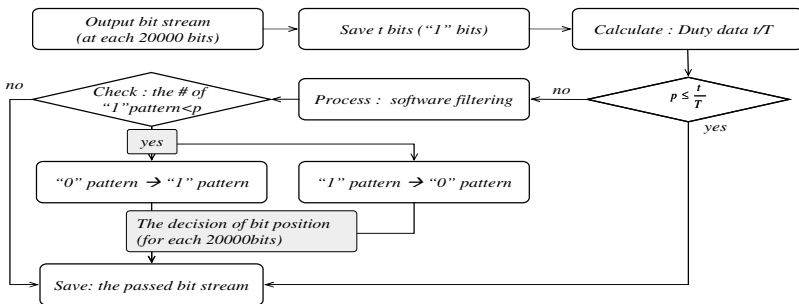 Output bit stream
(at each 20000 bits)
Save t bits (“1” bits)
Calculate : Duty data t/T
no
Check : the # of
“1”pattern<p
Process : software filtering
no
p ≤ t/T
yes
yes
“0” pattern → “1” pattern
“1” pattern → “0” pattern
The decision of bit position
(for each 20000bits)
Save: the passed bit stream